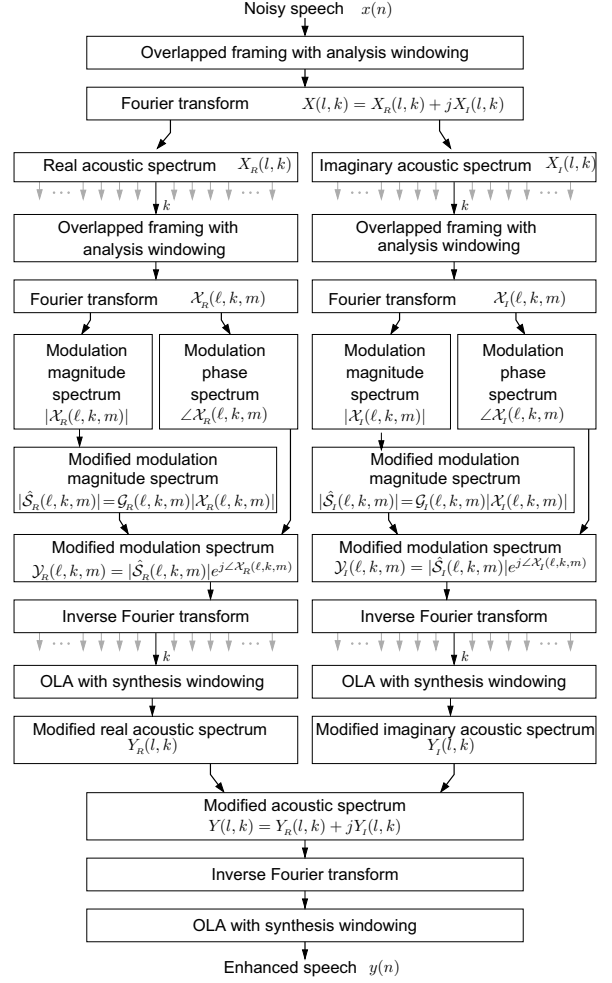 Noisy speech x(n)
Overlapped framing with analysis windowing
Fourier transform X(l, k) = X_R(l, k) + jX_I(l, k)
Real acoustic spectrum X_R(l, k)
Imaginary acoustic spectrum X_I(l, k)
... ...
... ...
k
k
Overlapped framing with
analysis windowing
Overlapped framing with
analysis windowing
Fourier transform 𝒳_R(ℓ, k, m)
Fourier transform 𝒳_I(ℓ, k, m)
Modulation
magnitude
spectrum
|𝒳_R(ℓ, k, m)|
Modulation
phase
spectrum
∠𝒳_R(ℓ, k, m)
Modulation
magnitude
spectrum
|𝒳_I(ℓ, k, m)|
Modulation
phase
spectrum
∠𝒳_I(ℓ, k, m)
Modified modulation
magnitude spectrum
|𝒮̂_R(ℓ, k, m)|=𝒢_R(ℓ, k, m)|𝒳_R(ℓ, k, m)|
Modified modulation
magnitude spectrum
|𝒮̂_I(ℓ, k, m)|=𝒢_I(ℓ, k, m)|𝒳_I(ℓ, k, m)|
Modified modulation spectrum
𝒴_R(ℓ, k, m) = |𝒮̂_R(ℓ, k, m)|e^{j∠𝒳_R(ℓ,k,m)}
Modified modulation spectrum
𝒴_I(ℓ, k, m) = |𝒮̂_I(ℓ, k, m)|e^{j∠𝒳_I(ℓ,k,m)}
Inverse Fourier transform
Inverse Fourier transform
... ...
... ...
k
k
OLA with synthesis windowing
OLA with synthesis windowing
Modified real acoustic spectrum
Y_R(l, k)
Modified imaginary acoustic spectrum
Y_I(l, k)
Modified acoustic spectrum
Y(l, k) = Y_R(l, k) + jY_I(l, k)
Inverse Fourier transform
OLA with synthesis windowing
Enhanced speech y(n)